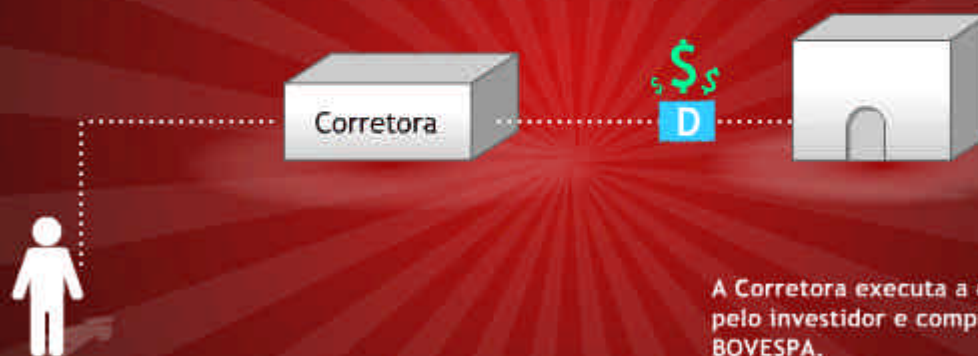 $ $ $
Corretora
D
A Corretora executa a
pelo investidor e comp
BOVESPA.